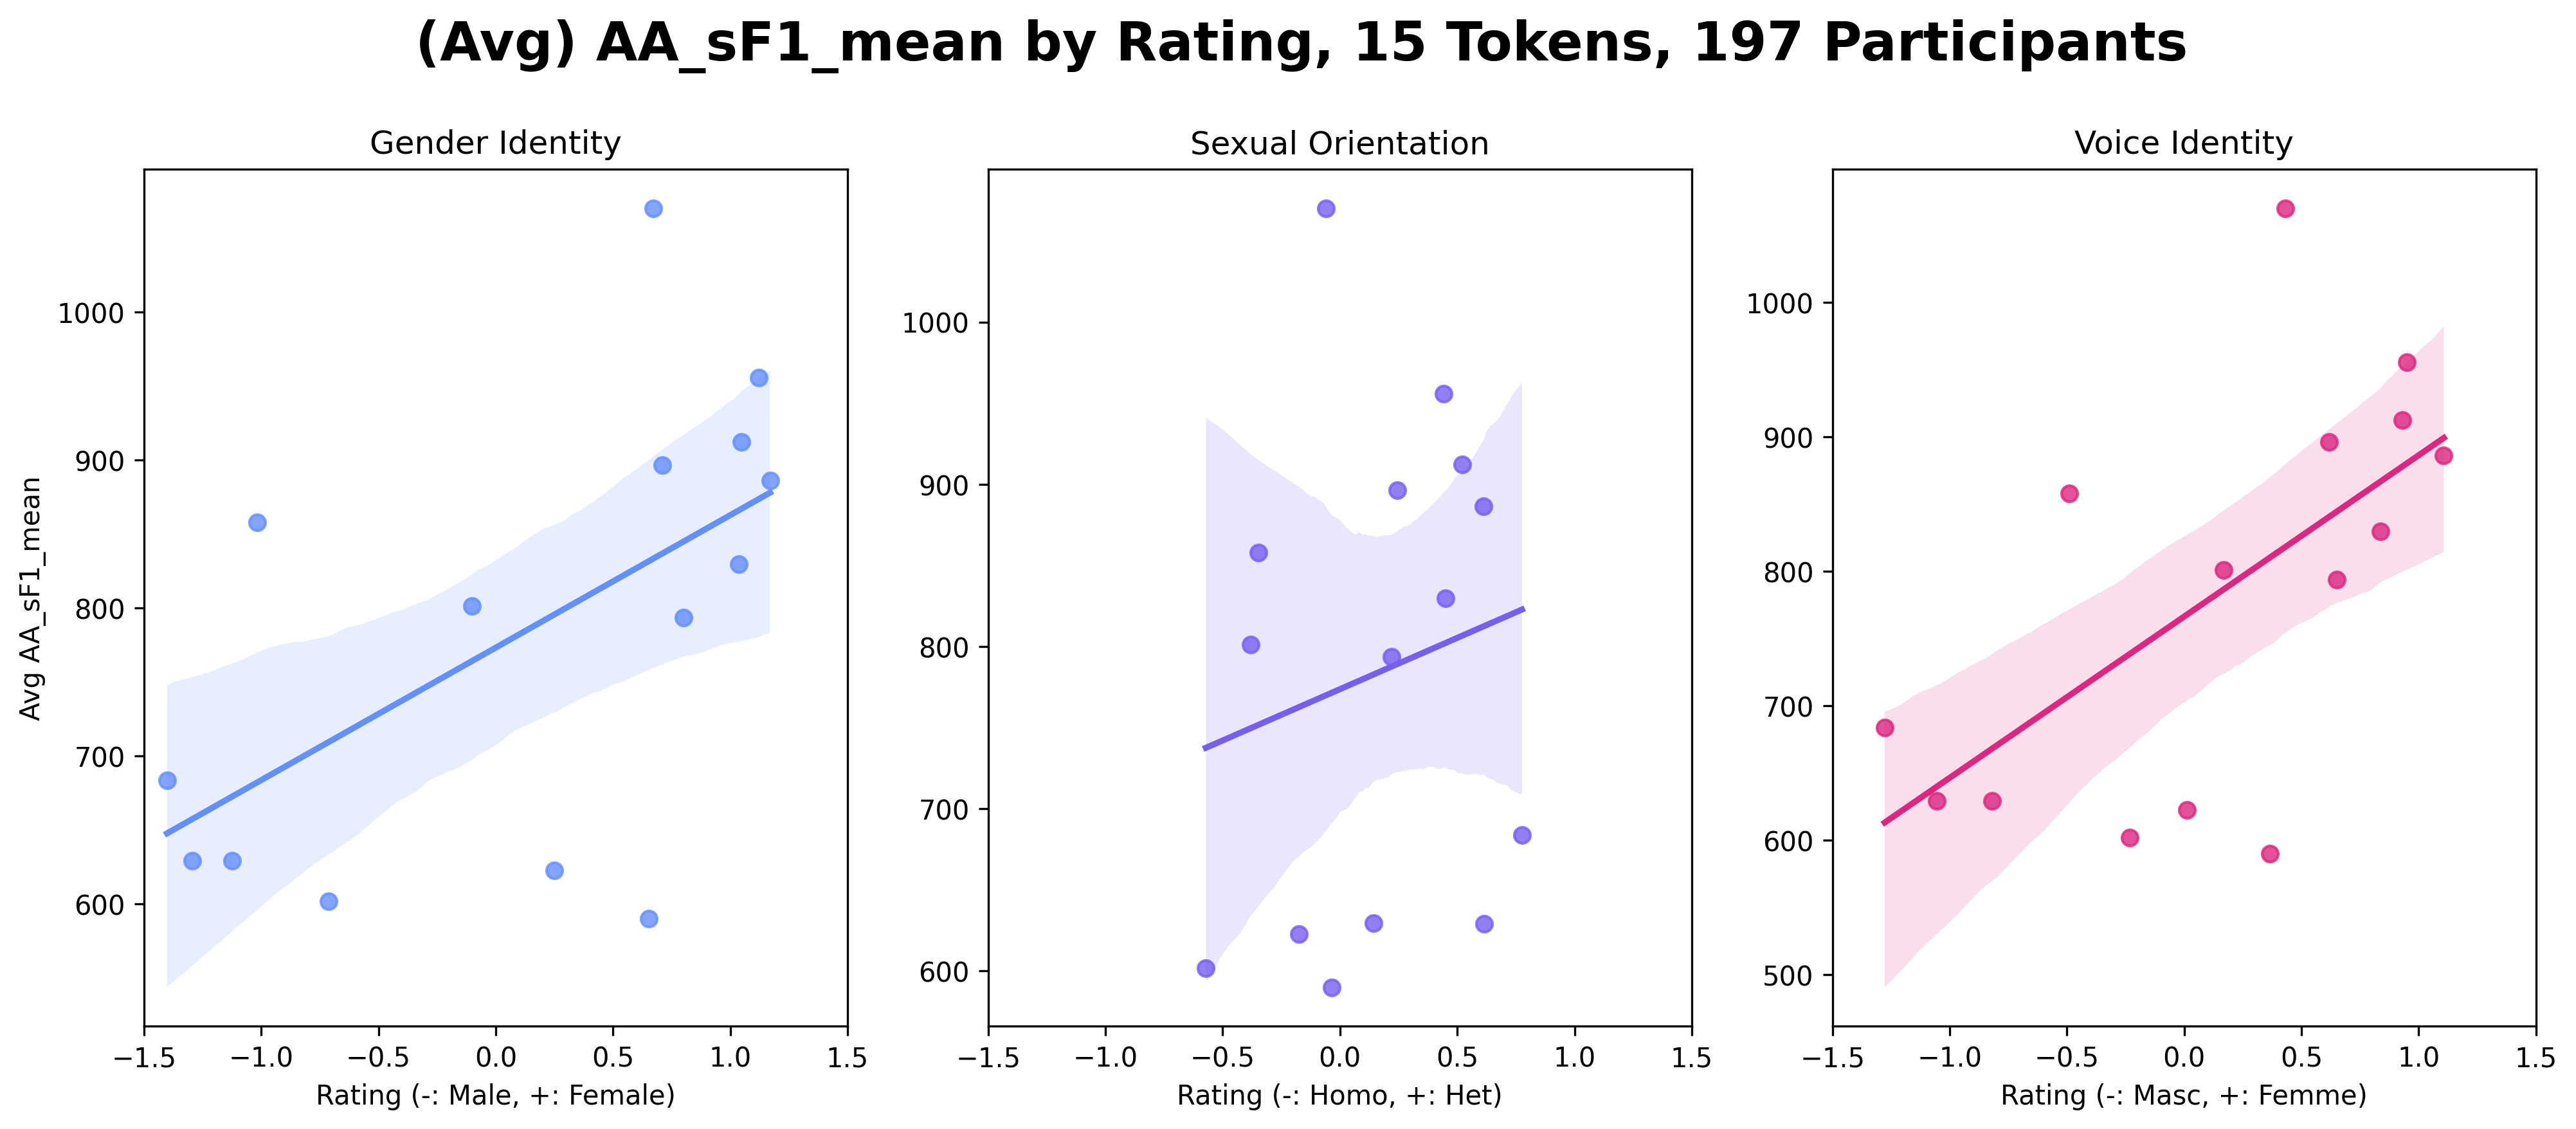 (Avg) AA_sF1_mean by Rating, 15 Tokens, 197 Participants
Gender Identity
Avg AA_sF1_mean
1000
900
800
700
600
−1.5 −1.0 −0.5 0.0 0.5 1.0 1.5
Rating (-: Male, +: Female)
Sexual Orientation
1000
900
800
700
600
−1.5 −1.0 −0.5 0.0 0.5 1.0 1.5
Rating (-: Homo, +: Het)
Voice Identity
1000
900
800
700
600
500
−1.5 −1.0 −0.5 0.0 0.5 1.0 1.5
Rating (-: Masc, +: Femme)